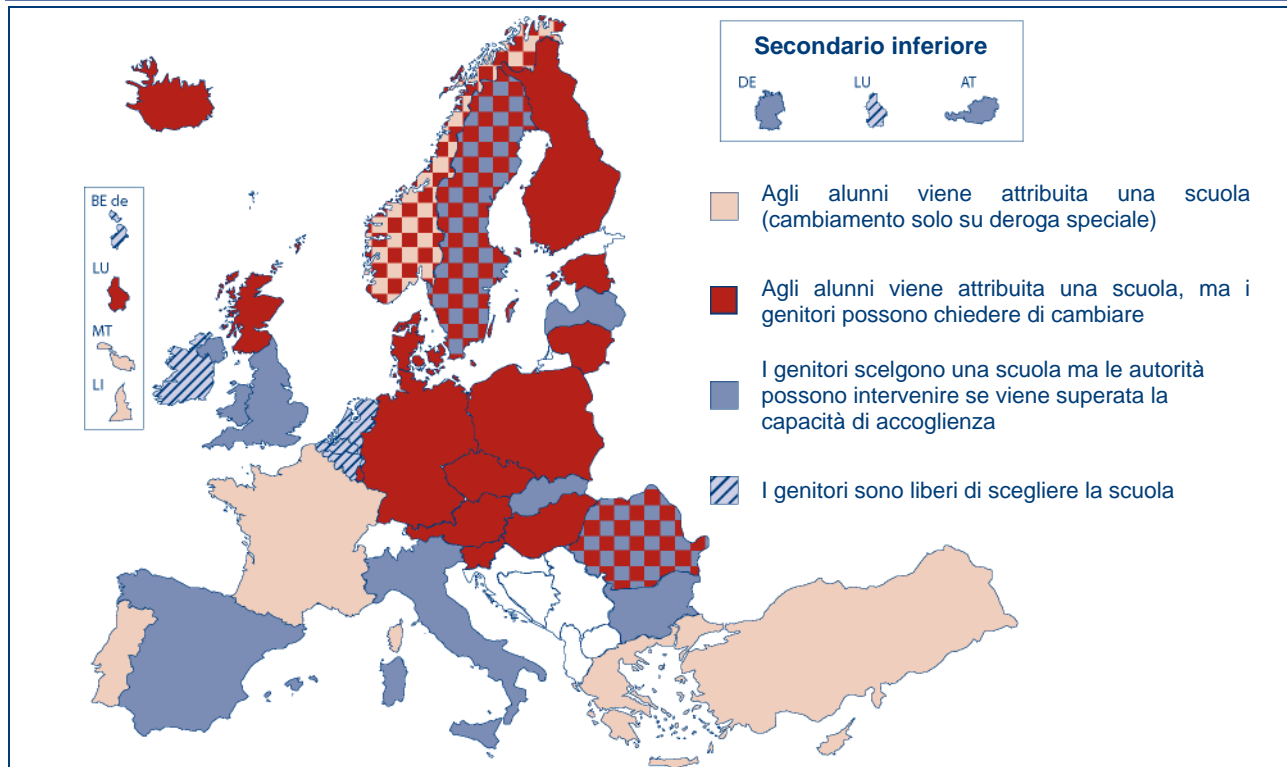 Secondario inferiore
DE LU AT
BE de
LU
MT
LI
Agli alunni viene attribuita una scuola
(cambiamento solo su deroga speciale)
Agli alunni viene attribuita una scuola, ma i
genitori possono chiedere di cambiare
I genitori scelgono una scuola ma le autorità
possono intervenire se viene superata la
capacità di accoglienza
I genitori sono liberi di scegliere la scuola